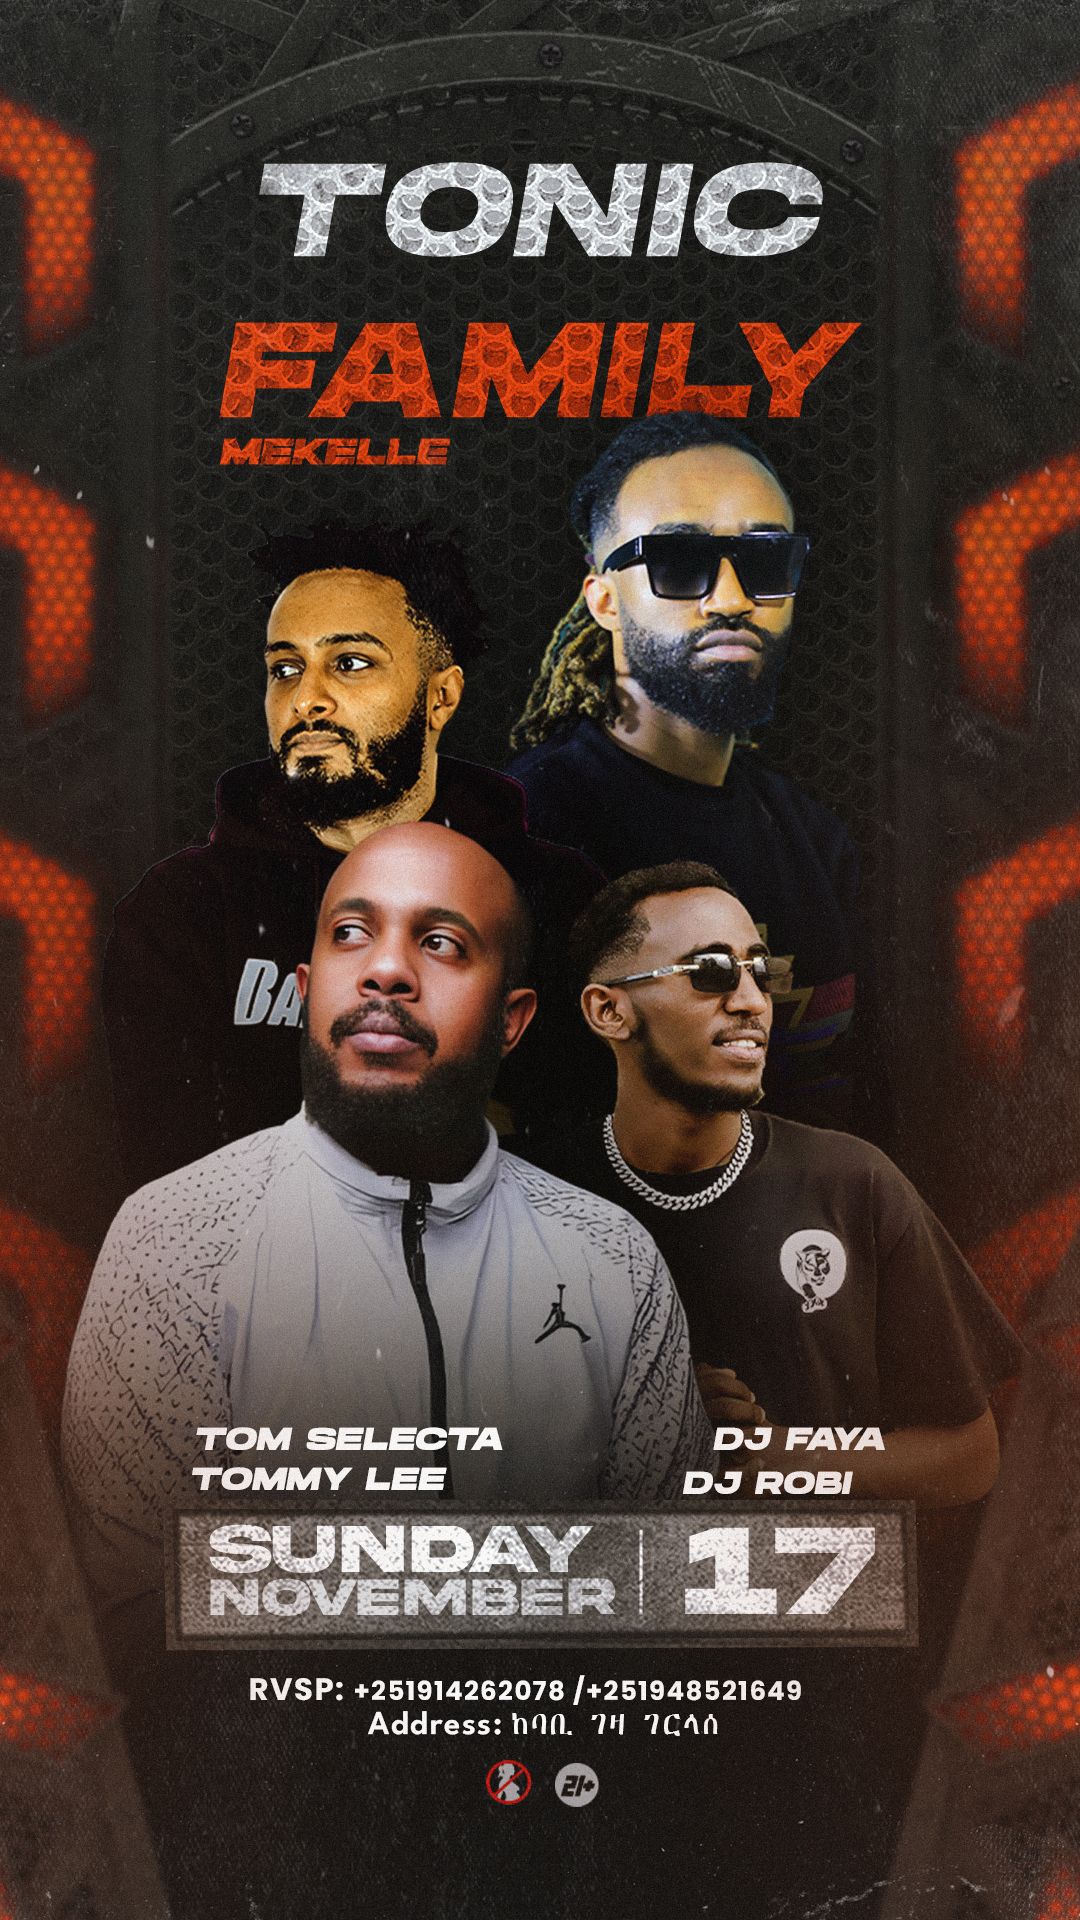 TONIC
FAMILY
MEKELLE
BA
TOM SELECTA
TOMMY LEE
DJ FAYA
DJ ROBI
SUNDAY
NOVEMBER
17
RVSP: +251914262078 /+251948521649
Address: ከባቢ ገዛ ገርላሰ
21+